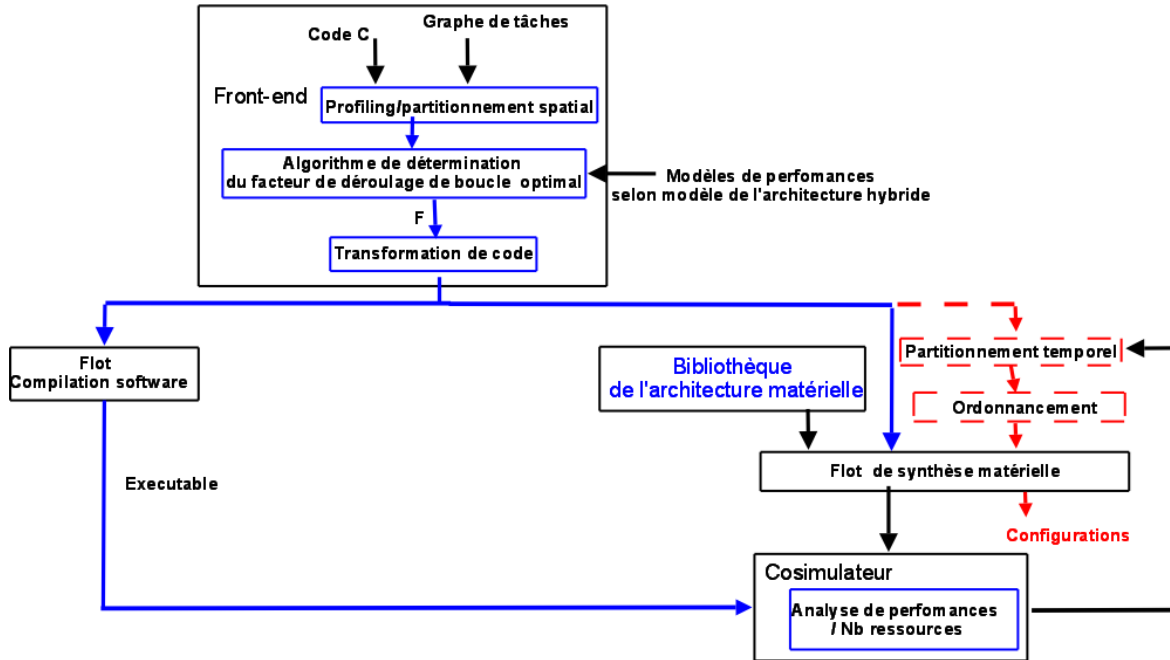 Graphe de tâches
Code C
Front-end
Profiling/partitionnement spatial
Algorithme de détermination
du facteur de déroulage de boucle optimal
Modèles de perfomances
selon modèle de l'architecture hybride
F
Transformation de code
Flot
Compilation software
Bibliothèque
de l'architecture matérielle
Partitionnement temporel
Ordonnancement
Flot de synthèse matérielle
Executable
Configurations
Cosimulateur
Analyse de perfomances
/ Nb ressources